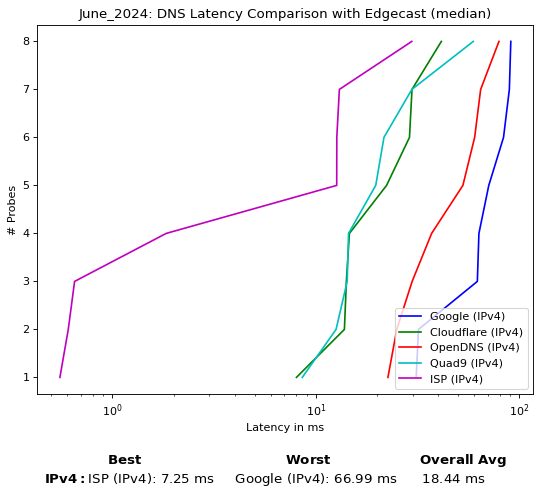 June_2024: DNS Latency Comparison with Edgecast (median)
8
7
6
5
4
3
2
1
# Probes
Google (IPv4)
Cloudflare (IPv4)
OpenDNS (IPv4)
Quad9 (IPv4)
ISP (IPv4)
10⁰ 10¹ 10²
Latency in ms
Best Worst Overall Avg
IPv4: ISP (IPv4): 7.25 ms Google (IPv4): 66.99 ms 18.44 ms